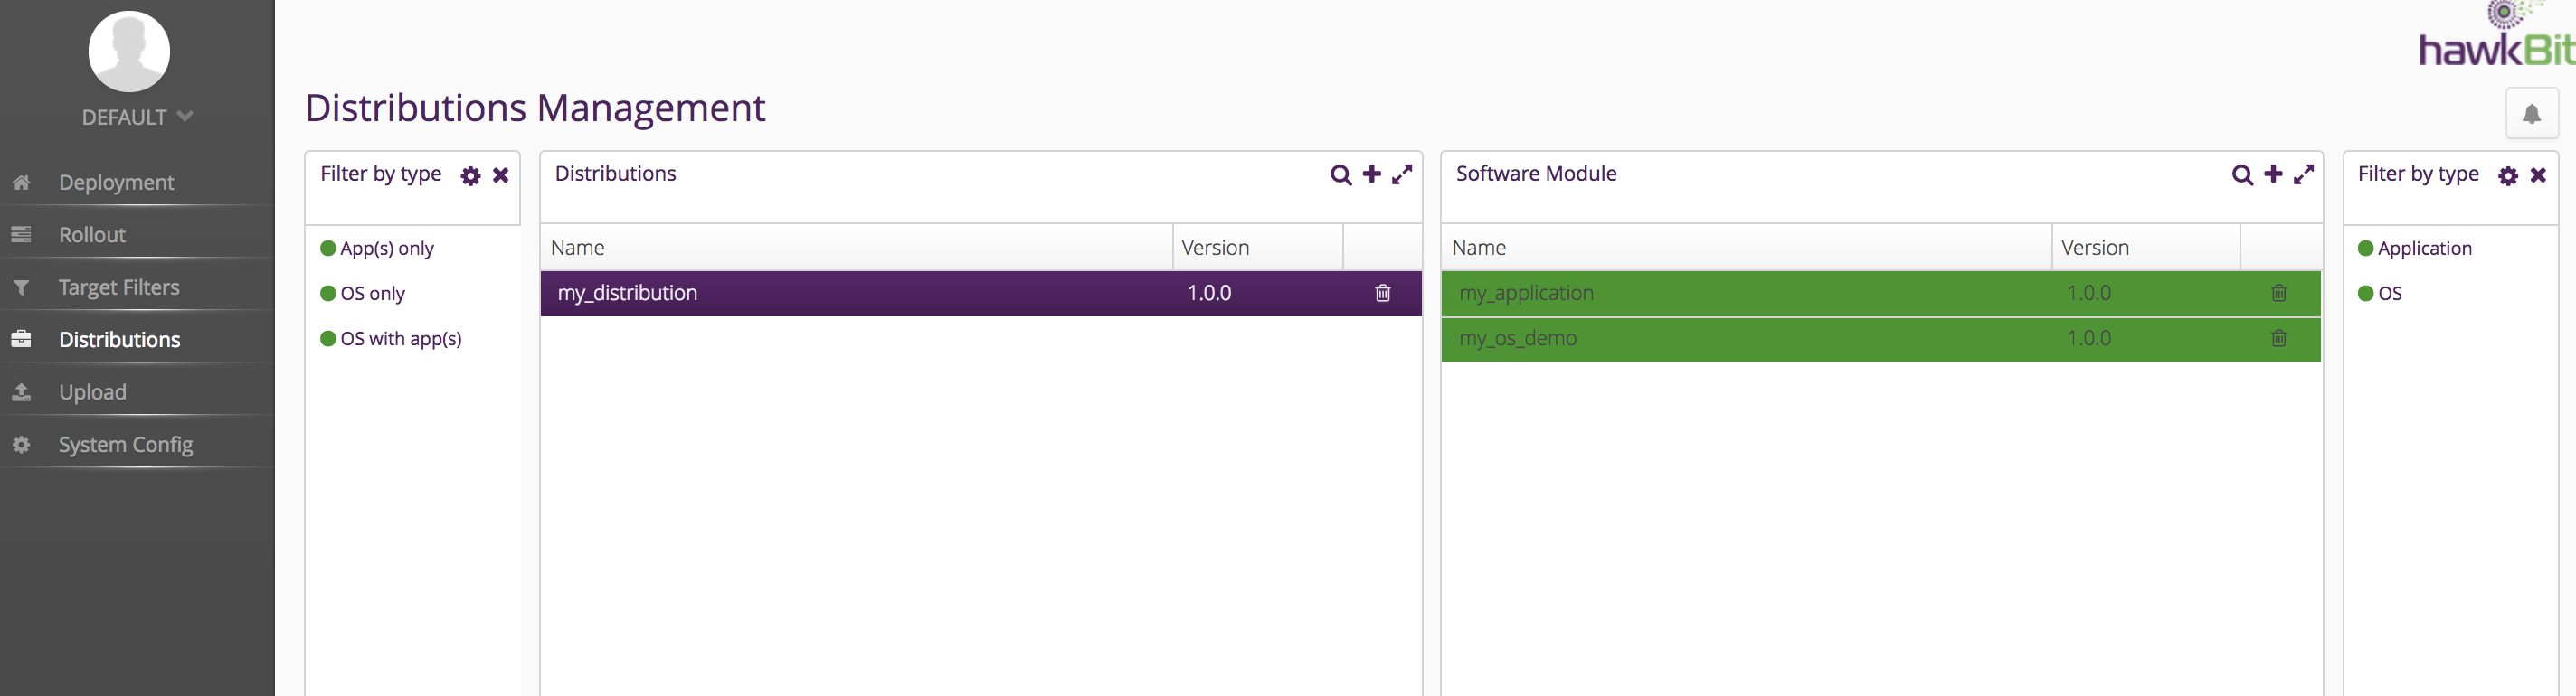 DEFAULT
Deployment
Rollout
Target Filters
Distributions
Upload
System Config
hawkBit
Distributions Management
Filter by type
App(s) only
OS only
OS with app(s)
Distributions
Name Version
my_distribution 1.0.0
Software Module
Name Version
my_application 1.0.0
my_os_demo 1.0.0
Filter by type
Application
OS